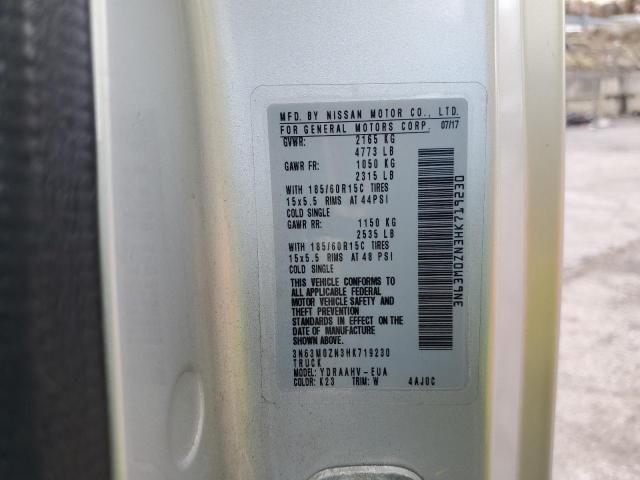 MFD. BY NISSAN MOTOR CO., LTD.
FOR GENERAL MOTORS CORP. 07/17
GVWR: 2165 KG
4773 LB
GAWR FR: 1050 KG
2315 LB
WITH 185/60R15C TIRES
15x5.5 RIMS AT 44PSI
COLD SINGLE
GAWR RR: 1150 KG
2535 LB
WITH 185/60R15C TIRES
15x5.5 RIMS AT 48 PSI
COLD SINGLE
THIS VEHICLE CONFORMS TO
ALL APPLICABLE FEDERAL
MOTOR VEHICLE SAFETY AND
THEFT PREVENTION
STANDARDS IN EFFECT ON THE
DATE OF MANUFACTURE
SHOWN ABOVE.
3N63M0ZN3HK719230
TRUCK
MODEL: YDRAAHV-EUA
COLOR: K23 TRIM: W 4AJ0C